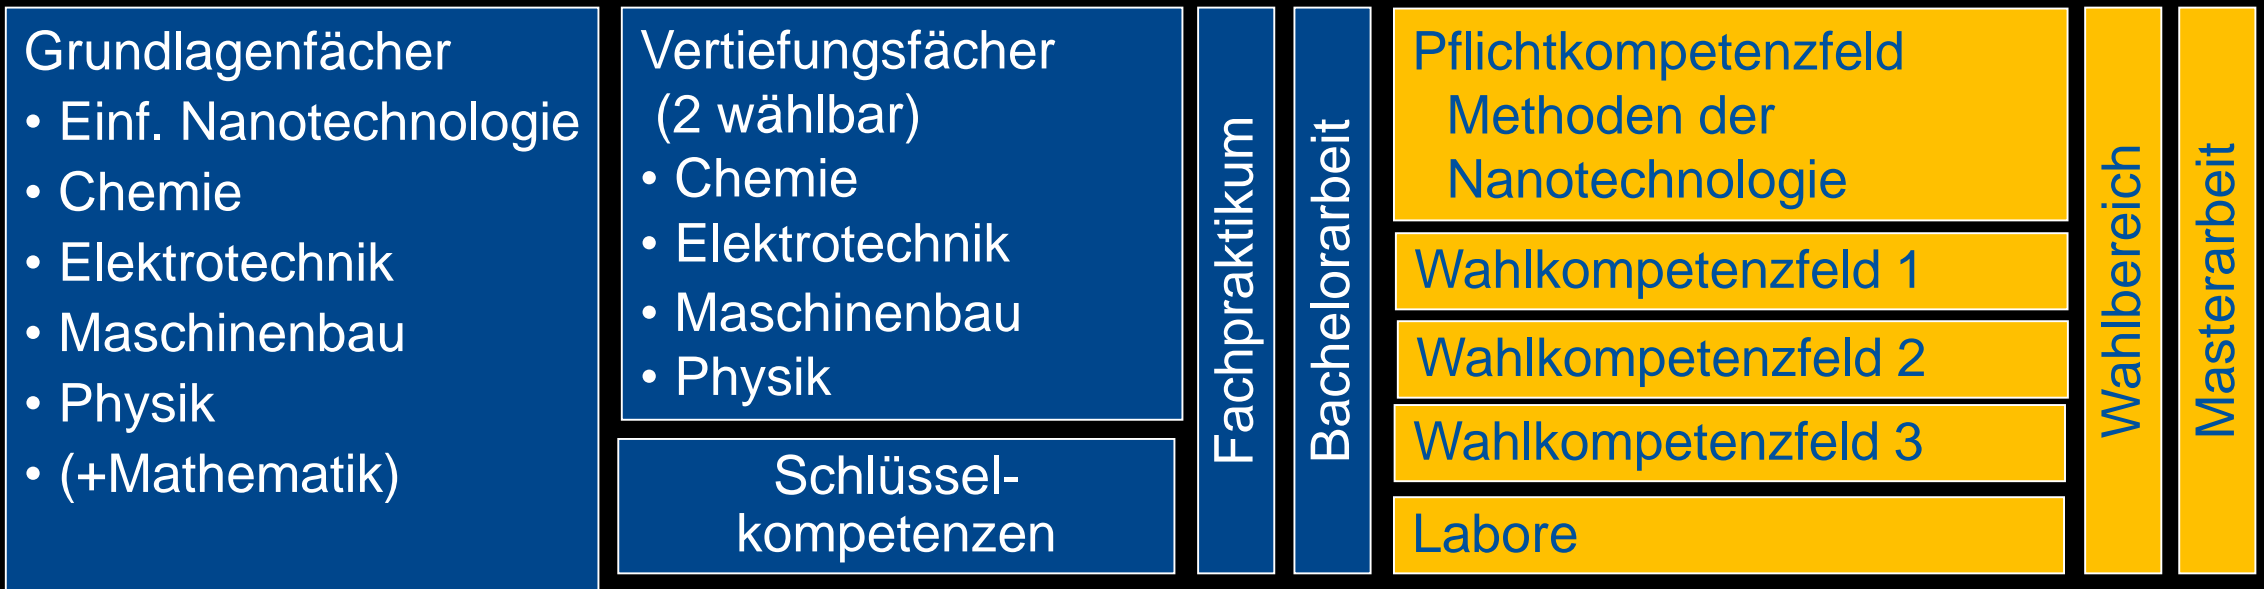 Grundlagenfächer
• Einf. Nanotechnologie
• Chemie
• Elektrotechnik
• Maschinenbau
• Physik
• (+Mathematik)
Vertiefungsfächer
(2 wählbar)
• Chemie
• Elektrotechnik
• Maschinenbau
• Physik
Schlüssel-
kompetenzen
Fachpraktikum
Bachelorarbeit
Pflichtkompetenzfeld
Methoden der
Nanotechnologie
Wahlkompetenzfeld 1
Wahlkompetenzfeld 2
Wahlkompetenzfeld 3
Labore
Wahlbereich
Masterarbeit